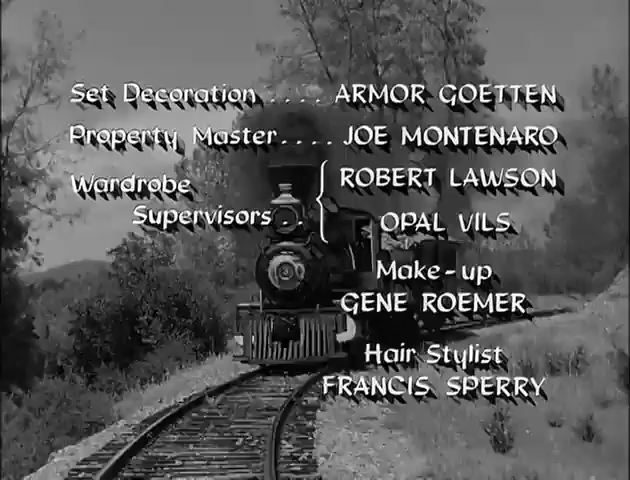 Set Decoration .... ARMOR GOETTEN
Property Master.... JOE MONTENARO
Wardrobe
Supervisors .. { ROBERT LAWSON
OPAL VILS
Make-up
GENE ROEMER
Hair Stylist
FRANCIS SPERRY